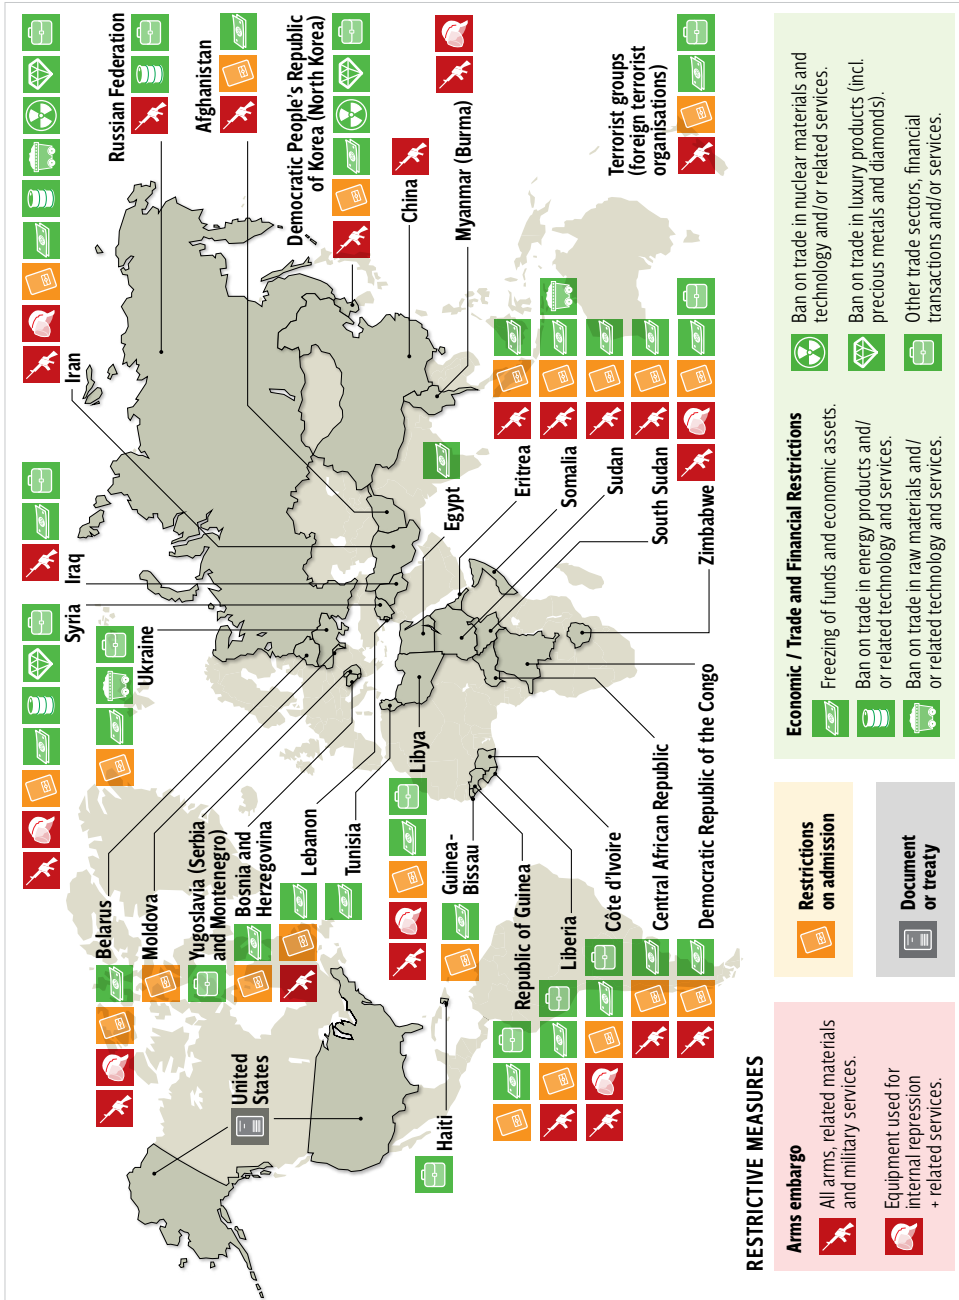 Russian Federation
Afghanistan
Democratic People's Republic
of Korea (North Korea)
China
Myanmar (Burma)
Terrorist groups
(foreign terrorist
organisations)
Iran
Iraq
Syria
Ukraine
Egypt
Eritrea
Somalia
Sudan
South Sudan
Zimbabwe
Belarus
Moldova
Yugoslavia (Serbia
and Montenegro)
Bosnia and
Herzegovina
Lebanon
Tunisia
Libya
Guinea-
Bissau
Republic of Guinea
Liberia
Côte d'Ivoire
Central African Republic
Democratic Republic of the Congo
United
States
Haiti
RESTRICTIVE MEASURES
Arms embargo
All arms, related materials
and military services.
Equipment used for
internal repression
+ related services.
Restrictions
on admission
Document
or treaty
Economic / Trade and Financial Restrictions
Freezing of funds and economic assets.
Ban on trade in energy products and/
or related technology and services.
Ban on trade in raw materials and/
or related technology and services.
Ban on trade in nuclear materials and
technology and/or related services.
Ban on trade in luxury products (incl.
precious metals and diamonds).
Other trade sectors, financial
transactions and/or services.